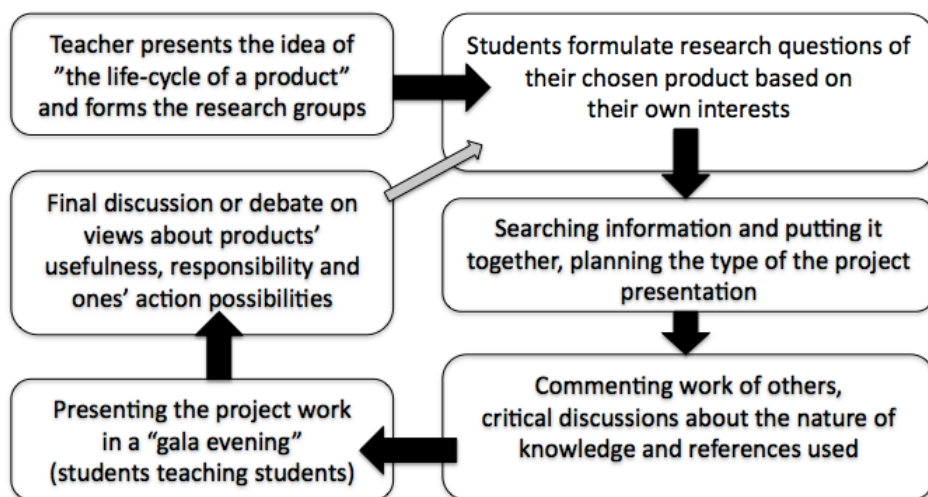 Teacher presents the idea of
”the life-cycle of a product”
and forms the research groups
Students formulate research questions of
their chosen product based on
their own interests
Searching information and putting it
together, planning the type of the project
presentation
Commenting work of others,
critical discussions about the nature of
knowledge and references used
Presenting the project work
in a “gala evening”
(students teaching students)
Final discussion or debate on
views about products’
usefulness, responsibility and
ones’ action possibilities